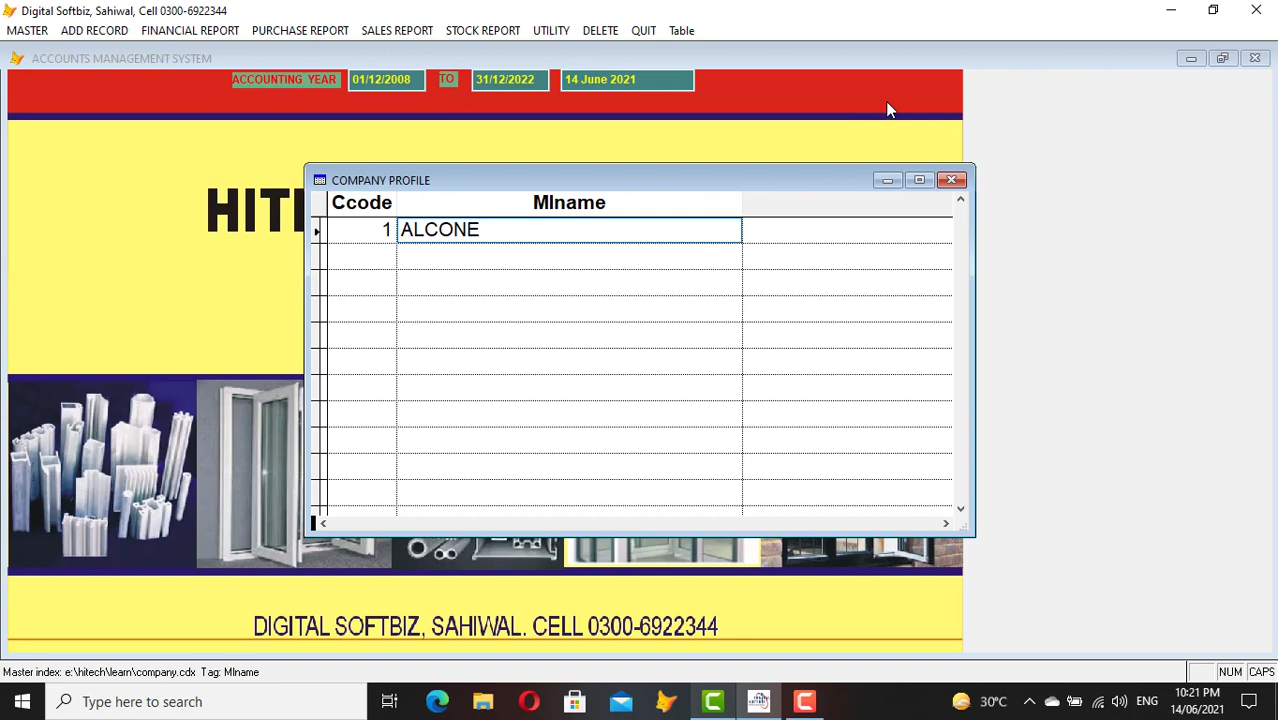 Digital Softbiz, Sahiwal, Cell 0300-6922344
MASTER ADD RECORD FINANCIAL REPORT PURCHASE REPORT SALES REPORT STOCK REPORT UTILITY DELETE QUIT Table
ACCOUNTS MANAGEMENT SYSTEM
ACCOUNTING YEAR 01/12/2008 TO 31/12/2022 14 June 2021
COMPANY PROFILE
Ccode Mlname
1 ALCONE
DIGITAL SOFTBIZ, SAHIWAL. CELL 0300-6922344
Master index: e:\hitech\learn\company.cdx Tag: Mlname NUM CAPS
Type here to search 30°C ENG 10:21 PM
14/06/2021